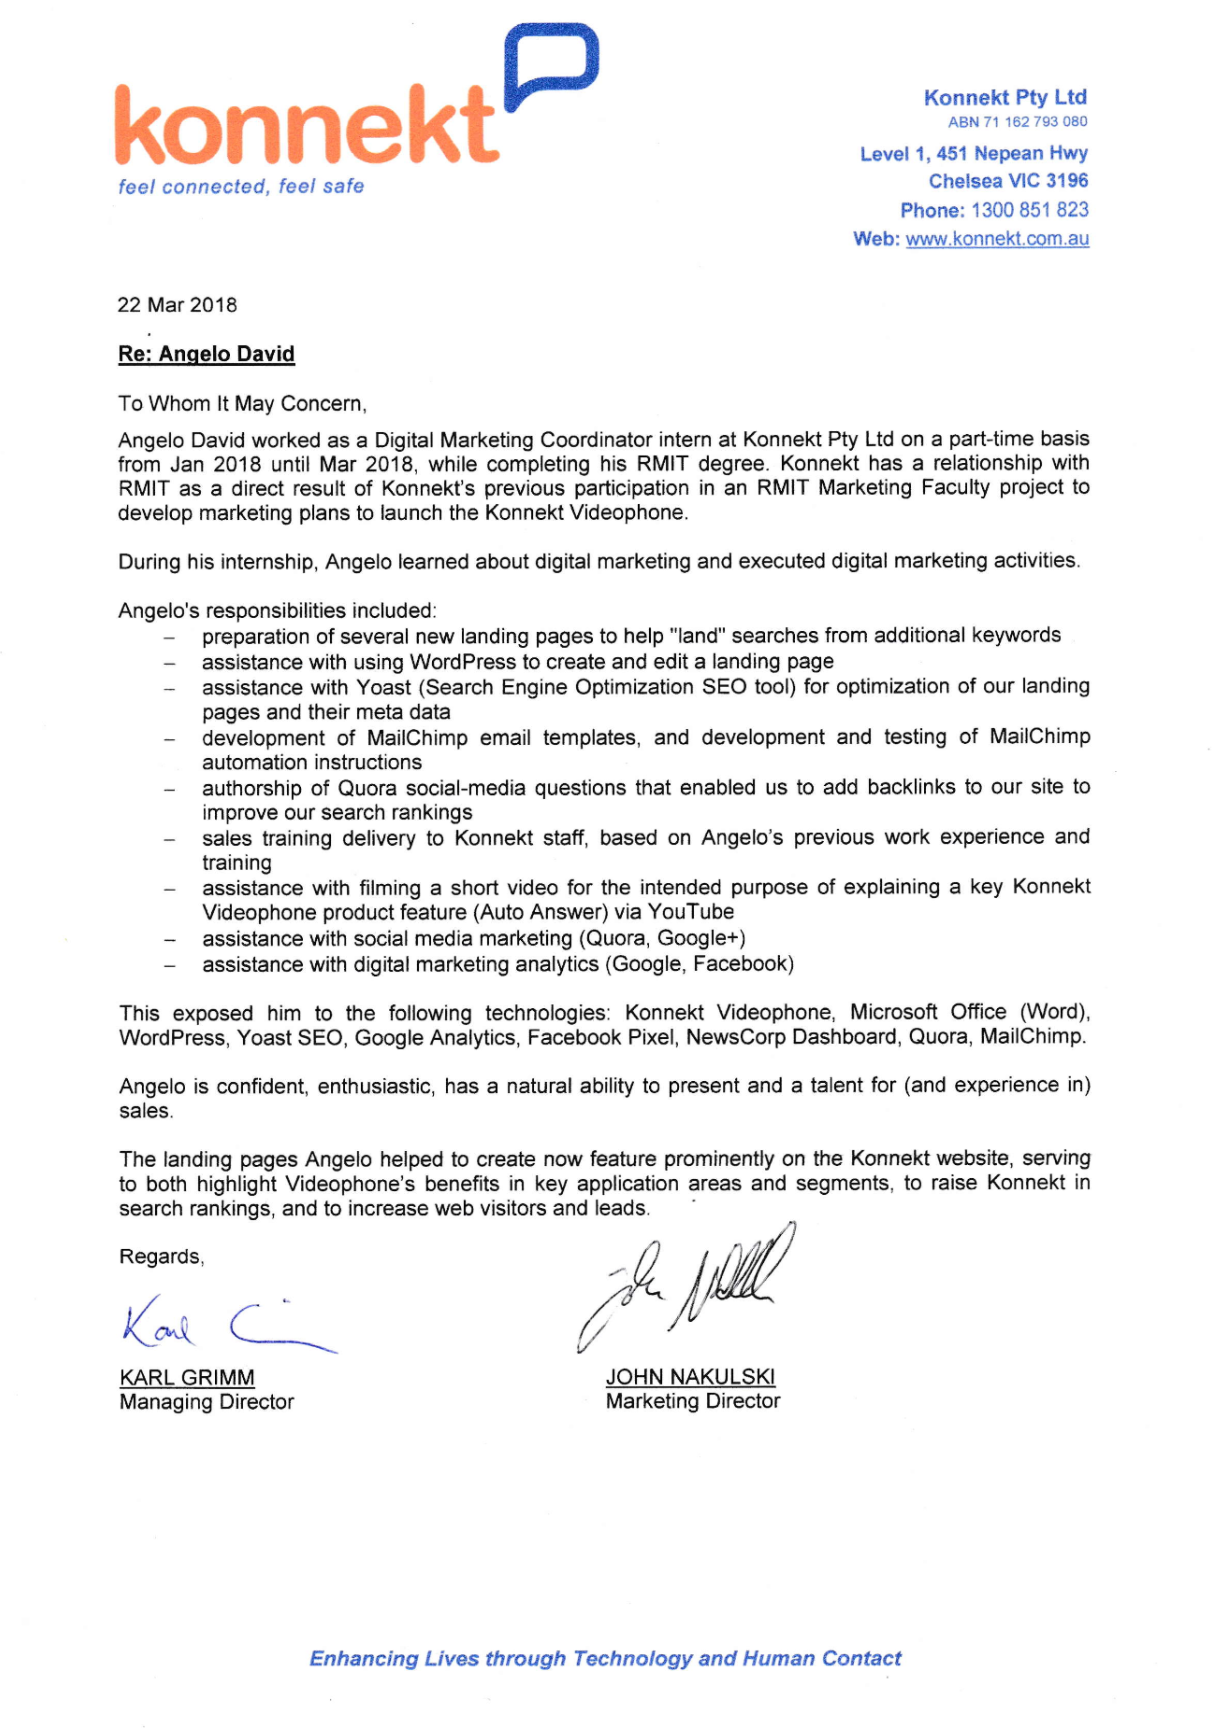 konnekt
feel connected, feel safe
Konnekt Pty Ltd
ABN 71 162 793 080
Level 1, 451 Nepean Hwy
Chelsea VIC 3196
Phone: 1300 851 823
Web: www.konnekt.com.au
22 Mar 2018
Re: Angelo David
To Whom It May Concern,
Angelo David worked as a Digital Marketing Coordinator intern at Konnekt Pty Ltd on a part-time basis
from Jan 2018 until Mar 2018, while completing his RMIT degree. Konnekt has a relationship with
RMIT as a direct result of Konnekt's previous participation in an RMIT Marketing Faculty project to
develop marketing plans to launch the Konnekt Videophone.
During his internship, Angelo learned about digital marketing and executed digital marketing activities.
Angelo's responsibilities included:
– preparation of several new landing pages to help "land" searches from additional keywords
– assistance with using WordPress to create and edit a landing page
– assistance with Yoast (Search Engine Optimization SEO tool) for optimization of our landing
pages and their meta data
– development of MailChimp email templates, and development and testing of MailChimp
automation instructions
– authorship of Quora social-media questions that enabled us to add backlinks to our site to
improve our search rankings
– sales training delivery to Konnekt staff, based on Angelo's previous work experience and
training
– assistance with filming a short video for the intended purpose of explaining a key Konnekt
Videophone product feature (Auto Answer) via YouTube
– assistance with social media marketing (Quora, Google+)
– assistance with digital marketing analytics (Google, Facebook)
This exposed him to the following technologies: Konnekt Videophone, Microsoft Office (Word),
WordPress, Yoast SEO, Google Analytics, Facebook Pixel, NewsCorp Dashboard, Quora, MailChimp.
Angelo is confident, enthusiastic, has a natural ability to present and a talent for (and experience in)
sales.
The landing pages Angelo helped to create now feature prominently on the Konnekt website, serving
to both highlight Videophone's benefits in key application areas and segments, to raise Konnekt in
search rankings, and to increase web visitors and leads.
Regards,
Karl
John
KARL GRIMM
Managing Director
JOHN NAKULSKI
Marketing Director
Enhancing Lives through Technology and Human Contact